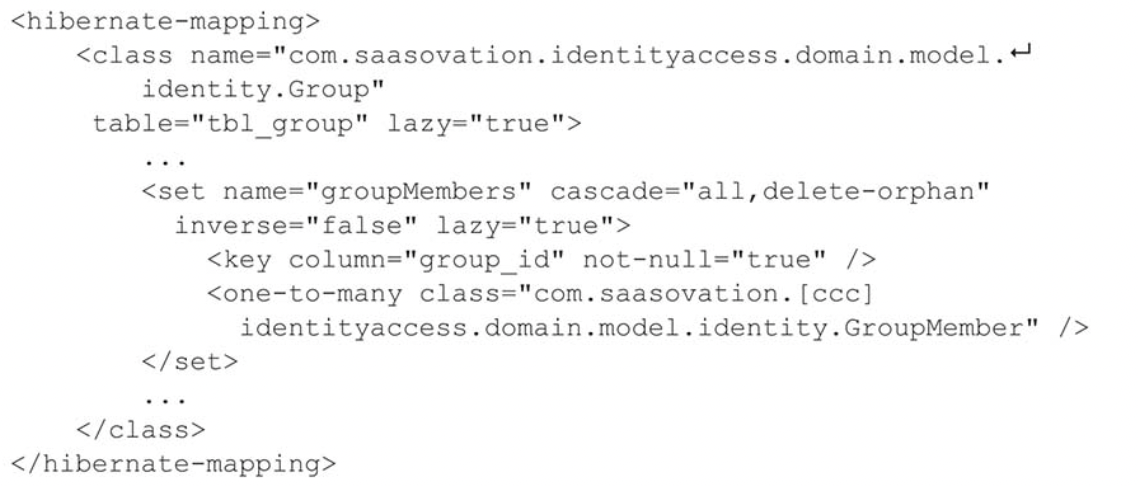 <hibernate-mapping>
    <class name="com.saasovation.identityaccess.domain.model.↵
        identity.Group"
     table="tbl_group" lazy="true">
        ...
        <set name="groupMembers" cascade="all,delete-orphan"
          inverse="false" lazy="true">
            <key column="group_id" not-null="true" />
            <one-to-many class="com.saasovation.[ccc]
              identityaccess.domain.model.identity.GroupMember" />
        </set>
        ...
    </class>
</hibernate-mapping>